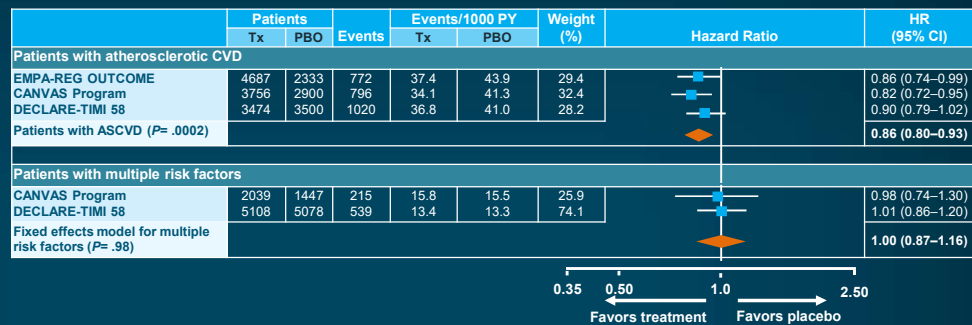 Patients Events/1000 PY Weight HR
Tx PBO Events Tx PBO (%) Hazard Ratio (95% CI)
Patients with atherosclerotic CVD
EMPA-REG OUTCOME 4687 2333 772 37.4 43.9 29.4 0.86 (0.74–0.99)
CANVAS Program 3756 2900 796 34.1 41.3 32.4 0.82 (0.72–0.95)
DECLARE-TIMI 58 3474 3500 1020 36.8 41.0 28.2 0.90 (0.79–1.02)
Patients with ASCVD (P= .0002) 0.86 (0.80–0.93)
Patients with multiple risk factors
CANVAS Program 2039 1447 215 15.8 15.5 25.9 0.98 (0.74–1.30)
DECLARE-TIMI 58 5108 5078 539 13.4 13.3 74.1 1.01 (0.86–1.20)
Fixed effects model for multiple
risk factors (P= .98) 1.00 (0.87–1.16)
0.35 0.50 1.0 2.50
Favors treatment Favors placebo